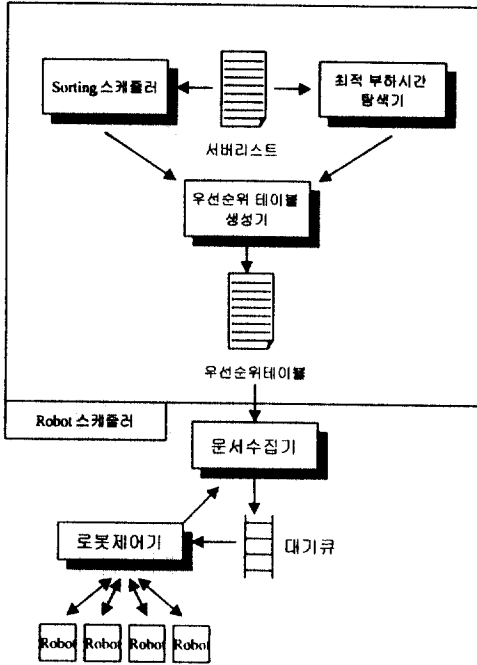 Sorting 스케쥴러
최적 부하시간
탐색기
서버리스트
우선순위 테이블
생성기
우선순위테이블
Robot 스케쥴러
문서수집기
로봇제어기
대기큐
Robot
Robot
Robot
Robot